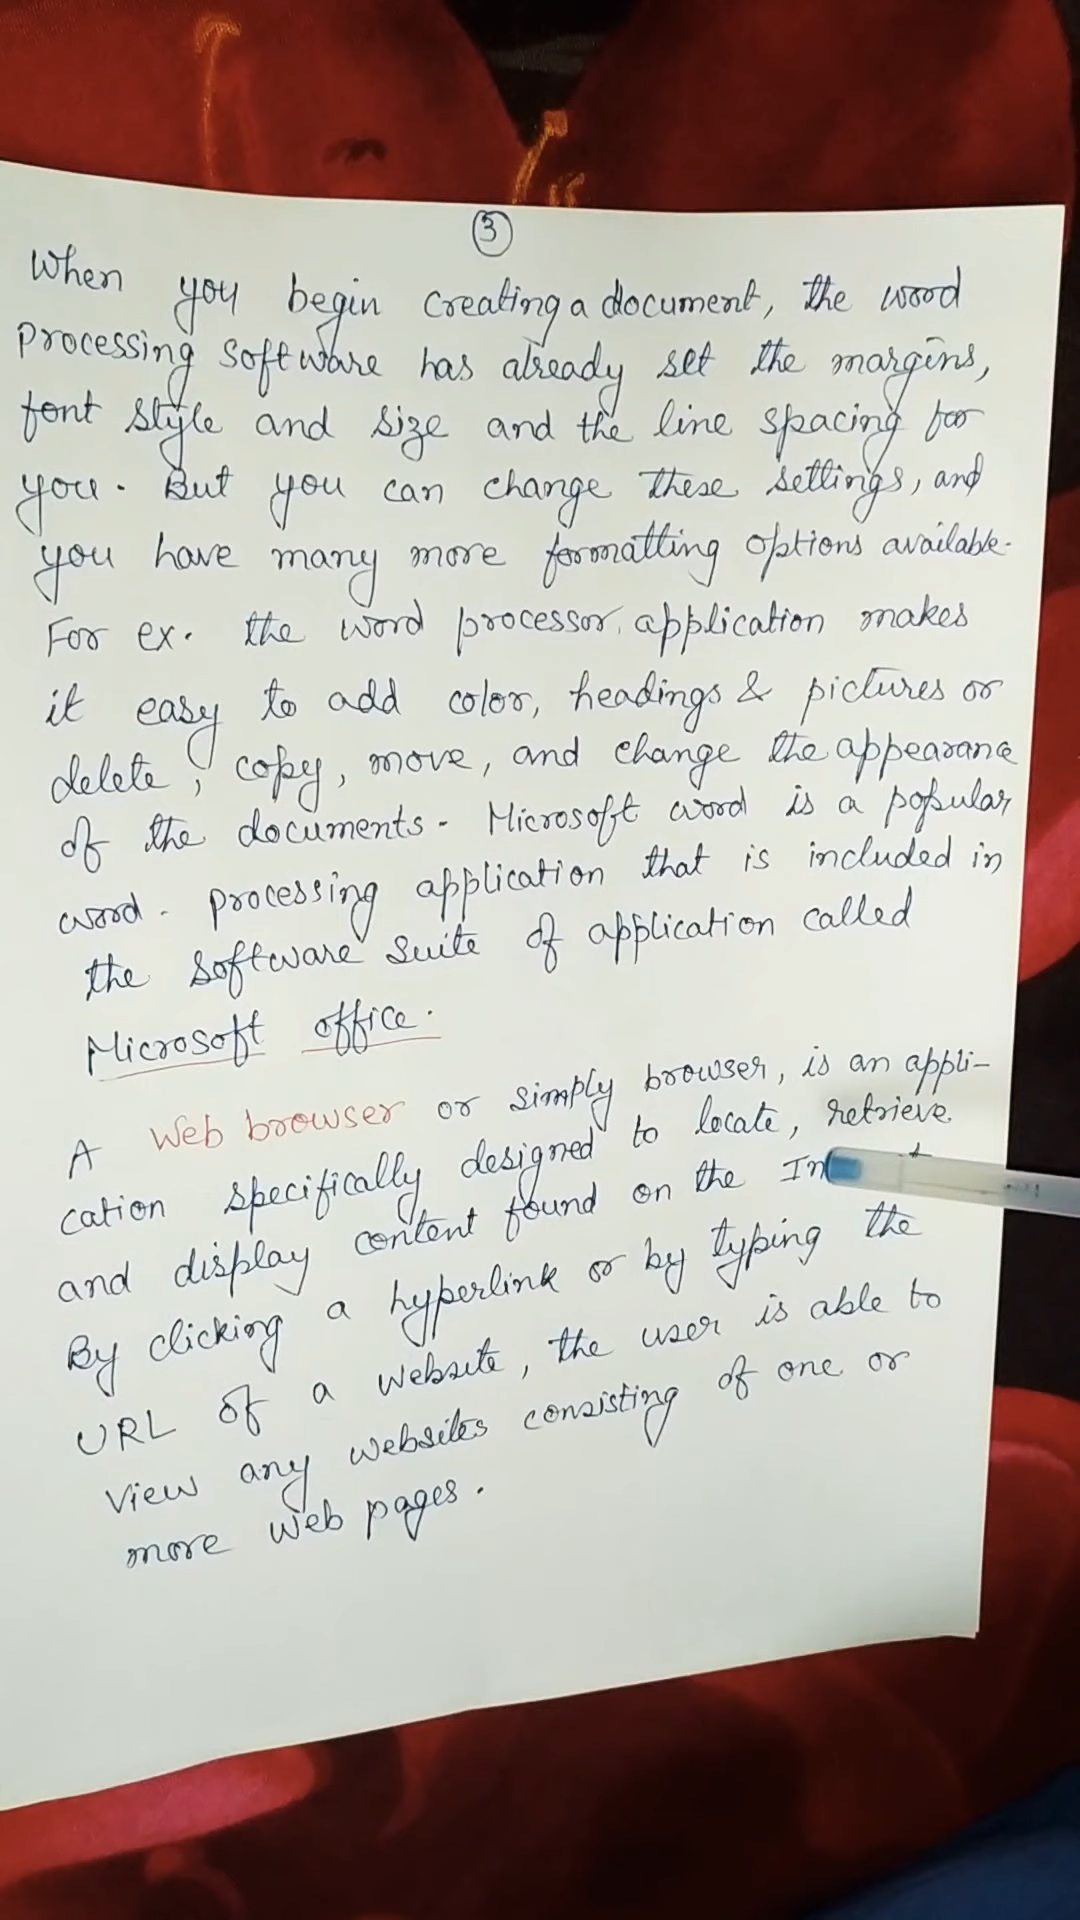 3
When you begin creating a document, the word
processing software has already set the margins,
font style and size and the line spacing for
you. But you can change these settings, and
you have many more formatting options available.
For ex. the word processor, application makes
it easy to add color, headings & pictures or
delete, copy, move, and change the appearance
of the documents. Microsoft word is a popular
word-processing application that is included in
the software suite of application called
Microsoft office.
A Web browser or simply browser, is an appli-
cation specifically designed to locate, retrieve
and display content found on the
By clicking a hyperlink or by typing the
URL of a website, the user is able to
view any websites consisting of one or
more web pages.